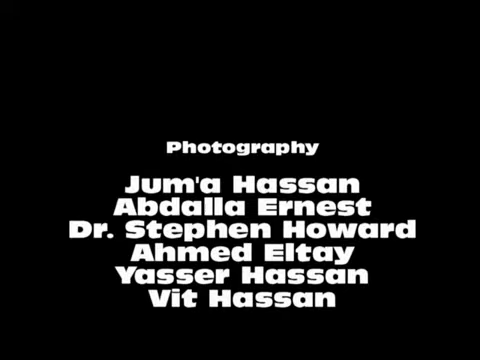 Photography
Jum'a Hassan
Abdalla Ernest
Dr. Stephen Howard
Ahmed Eltay
Yasser Hassan
Vit Hassan